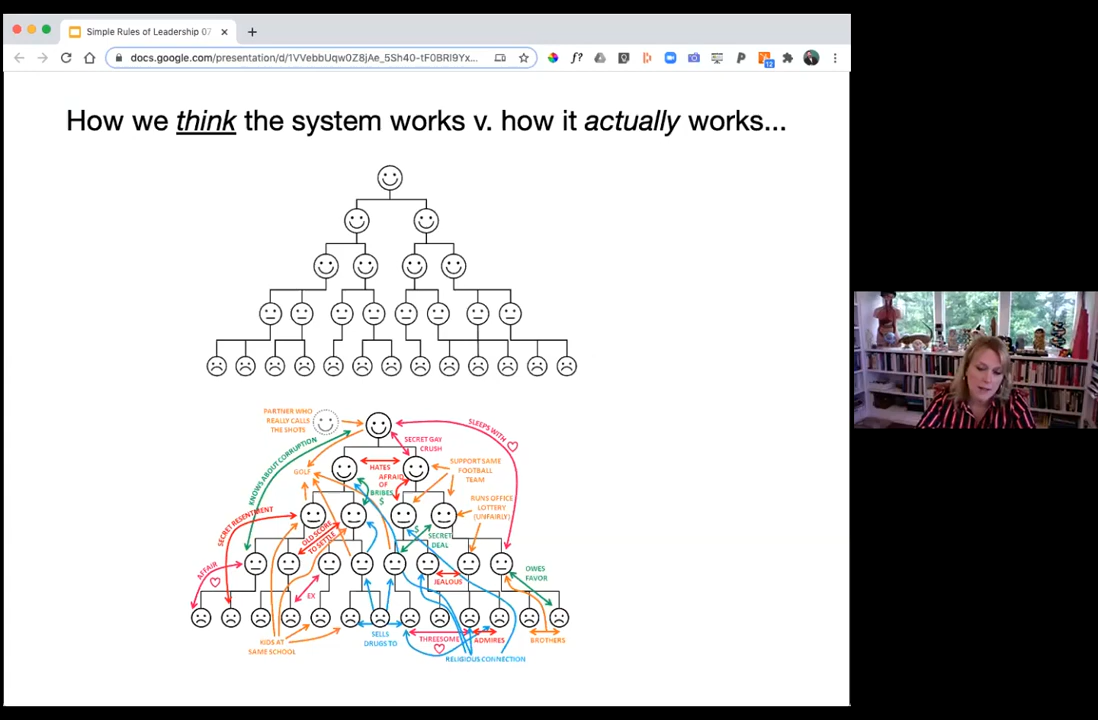 Simple Rules of Leadership 07
docs.google.com/presentation/d/1VVebbUqw0Z8jAe_5Sh40-tF0BRI9Yx...
f?
12
How we think the system works v. how it actually works...
PARTNER WHO
REALLY CALLS
THE SHOTS
SLEEPS WITH
KNOWS ABOUT CORRUPTION
SECRET GAY
CRUSH
GOLF
HATES
AFRAID
OF
BRIBES
$
SUPPORT SAME
FOOTBALL
TEAM
RUNS OFFICE
LOTTERY
(UNFAIRLY)
SECRET RESENTMENT
OLD SCORE
TO SETTLE
$
SECRET
DEAL
AFFAIR
EX
JEALOUS
OWES
FAVOR
KIDS AT
SAME SCHOOL
SELLS
DRUGS TO
THREESOME
ADMIRES
BROTHERS
RELIGIOUS CONNECTION